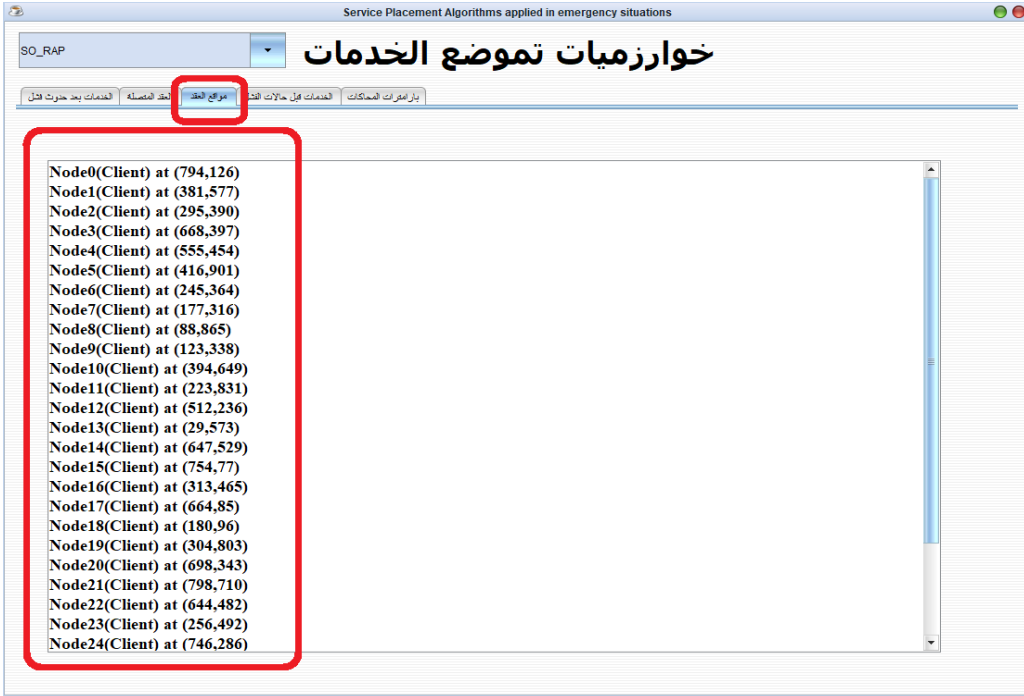 Service Placement Algorithms applied in emergency situations
SO_RAP
خوارزميات تموضع الخدمات
بارامترات المحاكات
الخدمات قبل حالات
مواقع العقد
العقد المتصلة
الخدمات بعد حدوث فشل
Node0(Client) at (794,126)
Node1(Client) at (381,577)
Node2(Client) at (295,390)
Node3(Client) at (668,397)
Node4(Client) at (555,454)
Node5(Client) at (416,901)
Node6(Client) at (245,364)
Node7(Client) at (177,316)
Node8(Client) at (88,865)
Node9(Client) at (123,338)
Node10(Client) at (394,649)
Node11(Client) at (223,831)
Node12(Client) at (512,236)
Node13(Client) at (29,573)
Node14(Client) at (647,529)
Node15(Client) at (754,77)
Node16(Client) at (313,465)
Node17(Client) at (664,85)
Node18(Client) at (180,96)
Node19(Client) at (304,803)
Node20(Client) at (698,343)
Node21(Client) at (798,710)
Node22(Client) at (644,482)
Node23(Client) at (256,492)
Node24(Client) at (746,286)